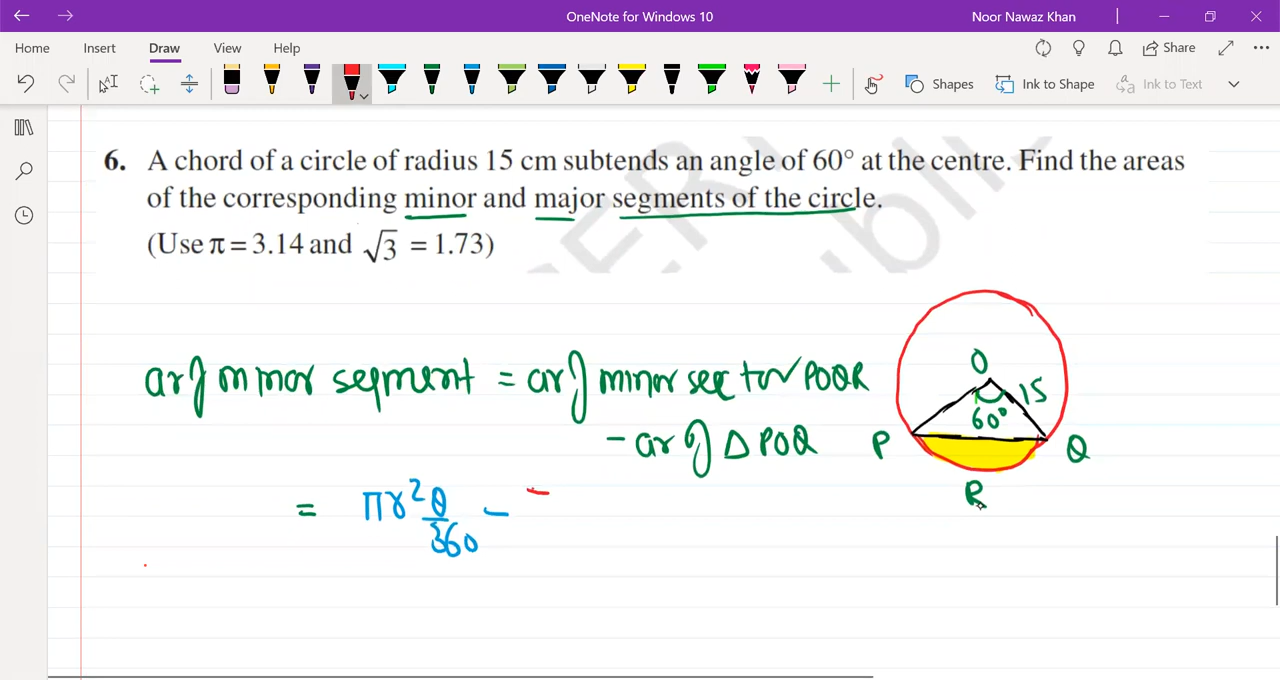 OneNote for Windows 10
Noor Nawaz Khan
Home Insert Draw View Help
Share
Shapes Ink to Shape Ink to Text
6. A chord of a circle of radius 15 cm subtends an angle of 60° at the centre. Find the areas
of the corresponding minor and major segments of the circle.
(Use π = 3.14 and √3 = 1.73)
ar of minor segment = ar of minor sector POQR
- ar of Δ POQ
= πr²θ/360 -
O
15
60°
P
Q
R